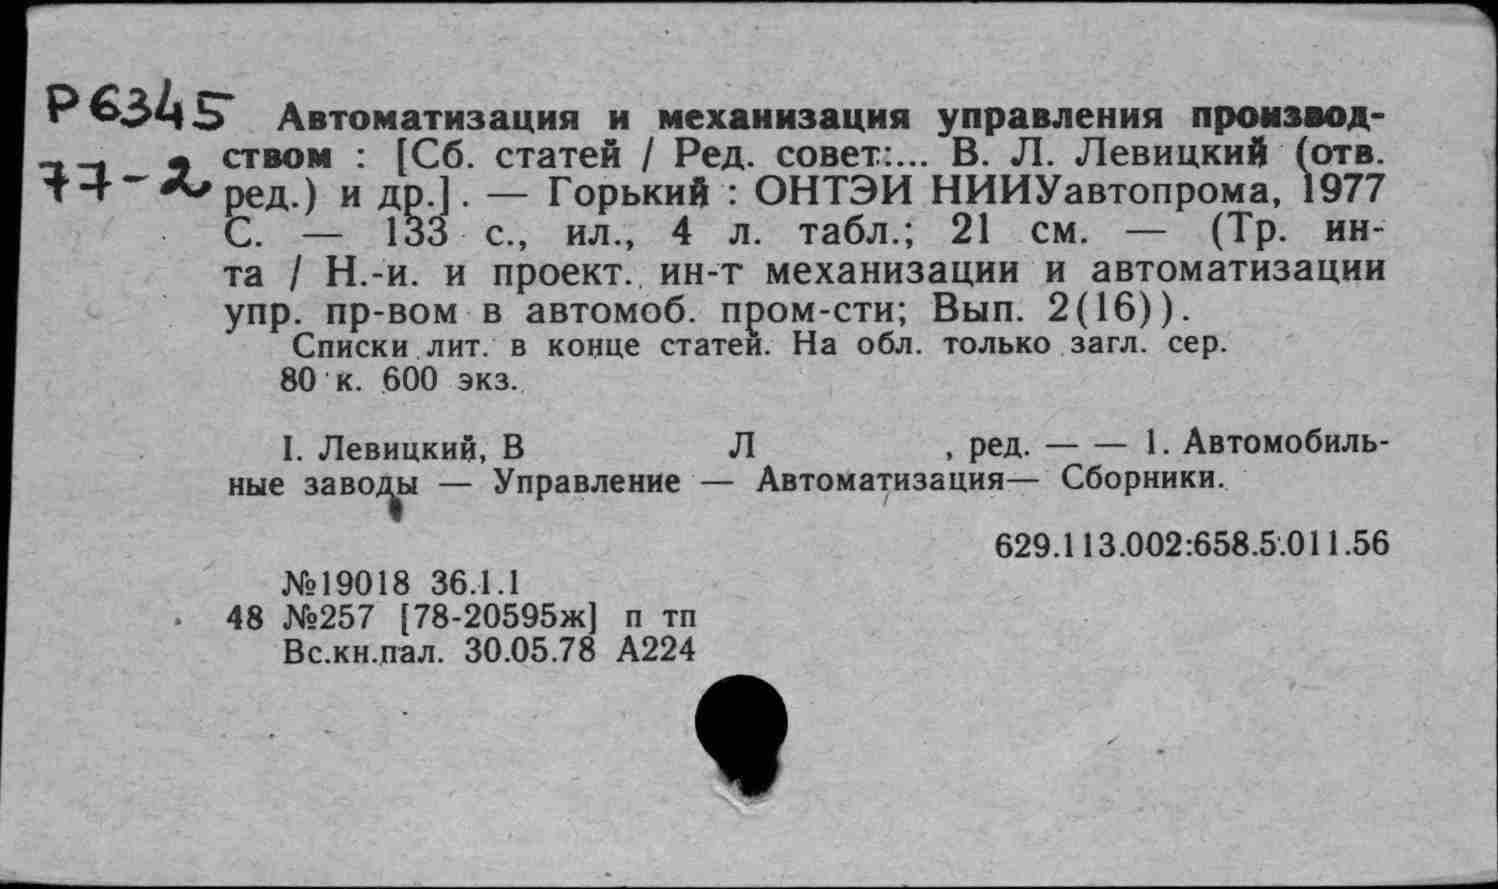 Р6345 Автоматизация и механизация управления производ-
77-2 ством : [Сб. статей / Ред. совет:... В. Л. Левицкий (отв.
ред.) и др.]. — Горький : ОНТЭИ НИИУавтопрома, 1977
С. — 133 с., ил., 4 л. табл.; 21 см. — (Тр. ин-
та / Н.-и. и проект. ин-т механизации и автоматизации
упр. пр-вом в автомоб. пром-сти; Вып. 2(16)).
Списки лит. в конце статей. На обл. только загл. сер.
80 к. 600 экз.
I. Левицкий, В Л , ред. — — 1. Автомобиль-
ные заводы — Управление — Автоматизация— Сборники.
629.113.002:658.5.011.56
№19018 36.1.1
48 №257 [78-20595ж] п тп
Вс.кн.пал. 30.05.78 А224